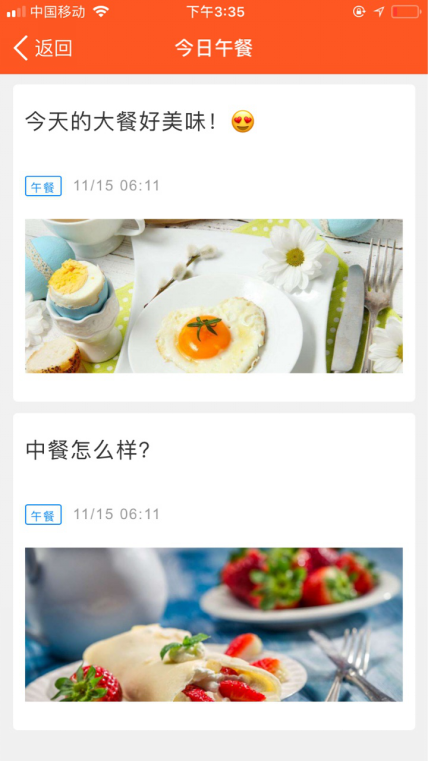 中国移动
下午3:35
返回
今日午餐
今天的大餐好美味！😍
午餐 11/15 06:11
中餐怎么样？
午餐 11/15 06:11